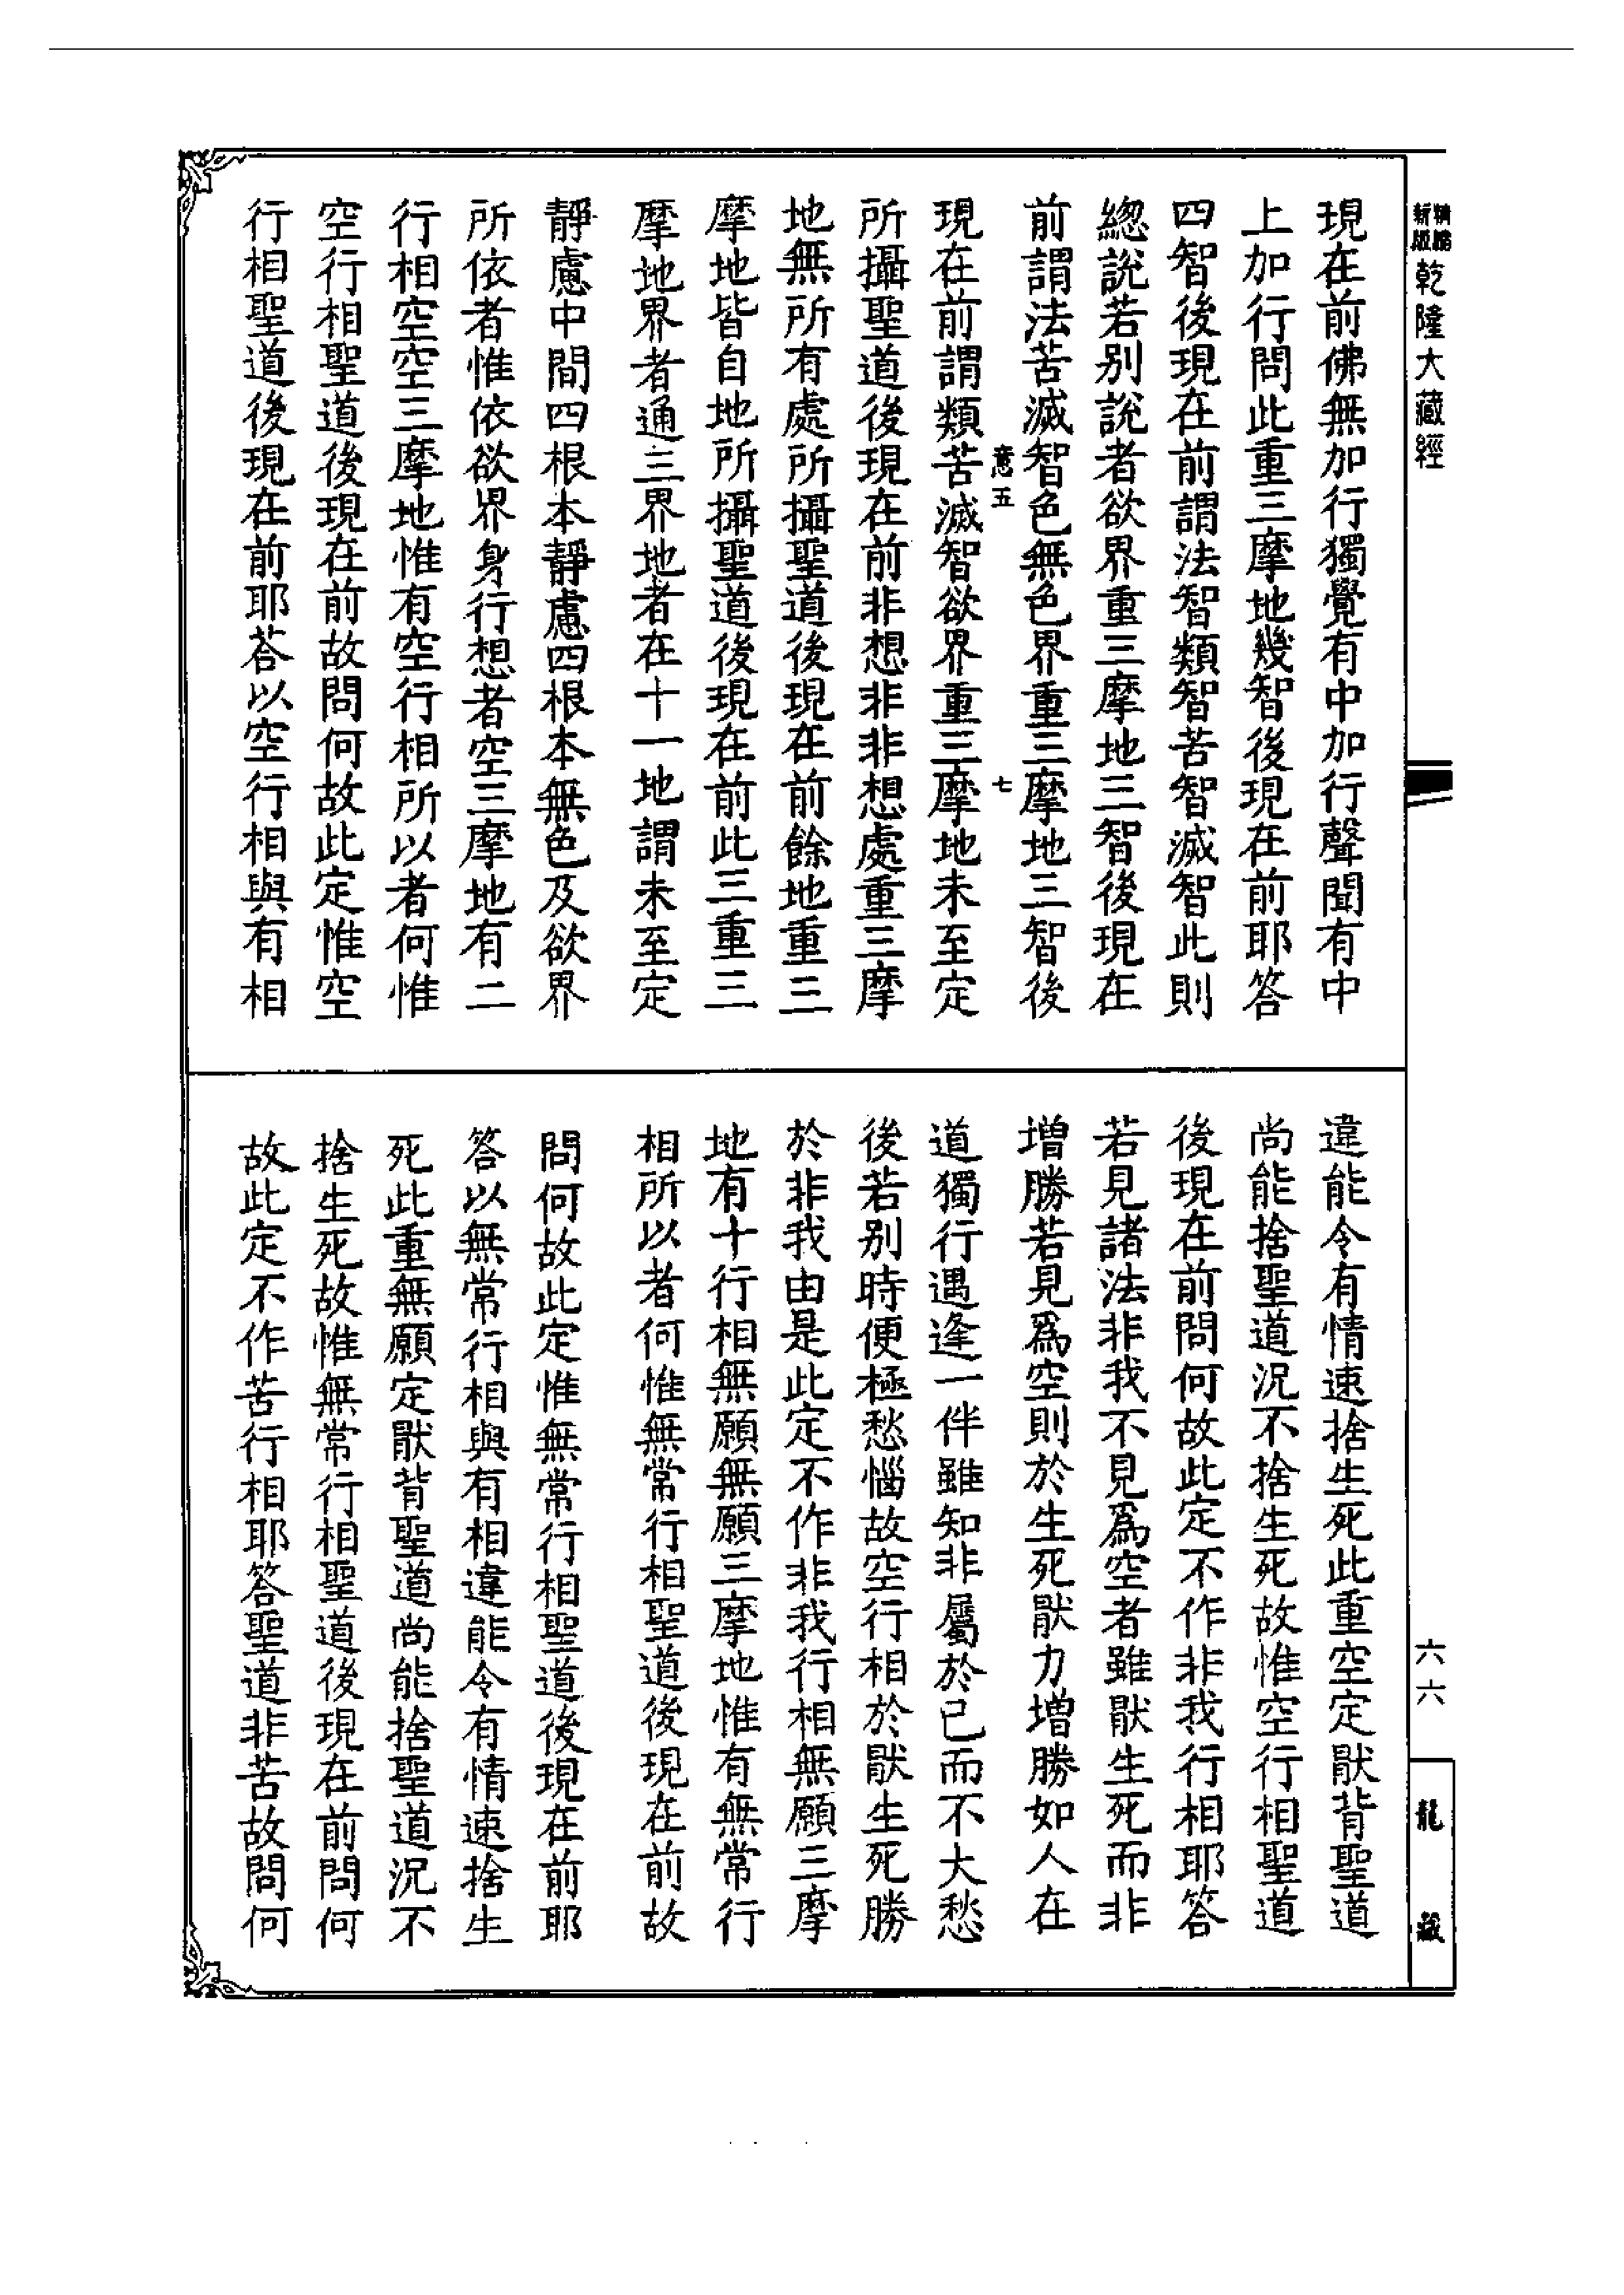 精縮新版
乾隆大藏經
現在前佛無加行獨覺有中加行聲聞有中
上加行問此重三摩地幾智後現在前耶答
四智後現在前謂法智類智苦智滅智此則
緫說若别說者欲界重三摩地三智後現在
前謂法苦滅智色無色界重三摩地三智後
意五
七
現在前謂類苦滅智欲界重三摩地未至定
所攝聖道後現在前非想非非想處重三摩
地無所有處所攝聖道後現在前餘地重三
摩地皆自地所攝聖道後現在前此三重三
摩地界者通三界地者在十一地謂未至定
靜慮中間四根本靜慮四根本無色及欲界
所依者惟依欲界身行想者空三摩地有二
行相空空三摩地惟有空行相所以者何惟
空行相聖道後現在前故問何故此定惟空
行相聖道後現在前耶荅以空行相與有相
違能令有情速捨生死此重空定猒背聖道
尚能捨聖道況不捨生死故惟空行相聖道
後現在前問何故此定不作非我行相耶答
若見諸法非我不見爲空者雖猒生死而非
增勝若見爲空則於生死猒力增勝如人在
道獨行遇逢一伴雖知非屬於已而不大愁
後若别時便極愁惱故空行相於猒生死勝
於非我由是此定不作非我行相無願三摩
地有十行相無願無願三摩地惟有無常行
相所以者何惟無常行相聖道後現在前故
問何故此定惟無常行相聖道後現在前耶
答以無常行相與有相違能令有情速捨生
死此重無願定猒背聖道尚能捨聖道況不
捨生死故惟無常行相聖道後現在前問何
故此定不作苦行相耶答聖道非苦故問何
六六
龍藏